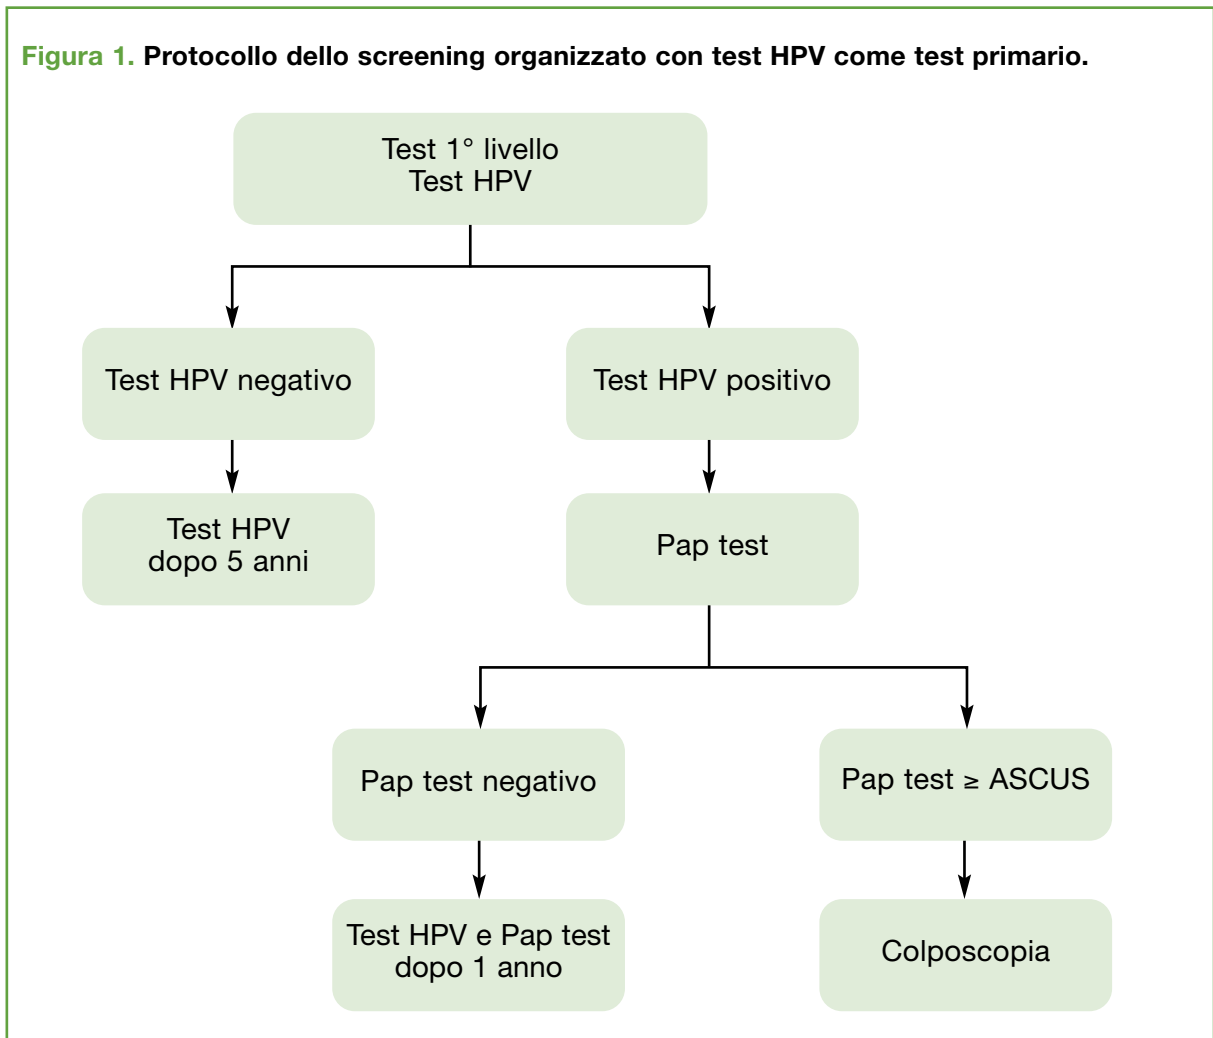 Figura 1. Protocollo dello screening organizzato con test HPV come test primario.
Test 1° livello
Test HPV
Test HPV negativo
Test HPV positivo
Test HPV
dopo 5 anni
Pap test
Pap test negativo
Pap test ≥ ASCUS
Test HPV e Pap test
dopo 1 anno
Colposcopia